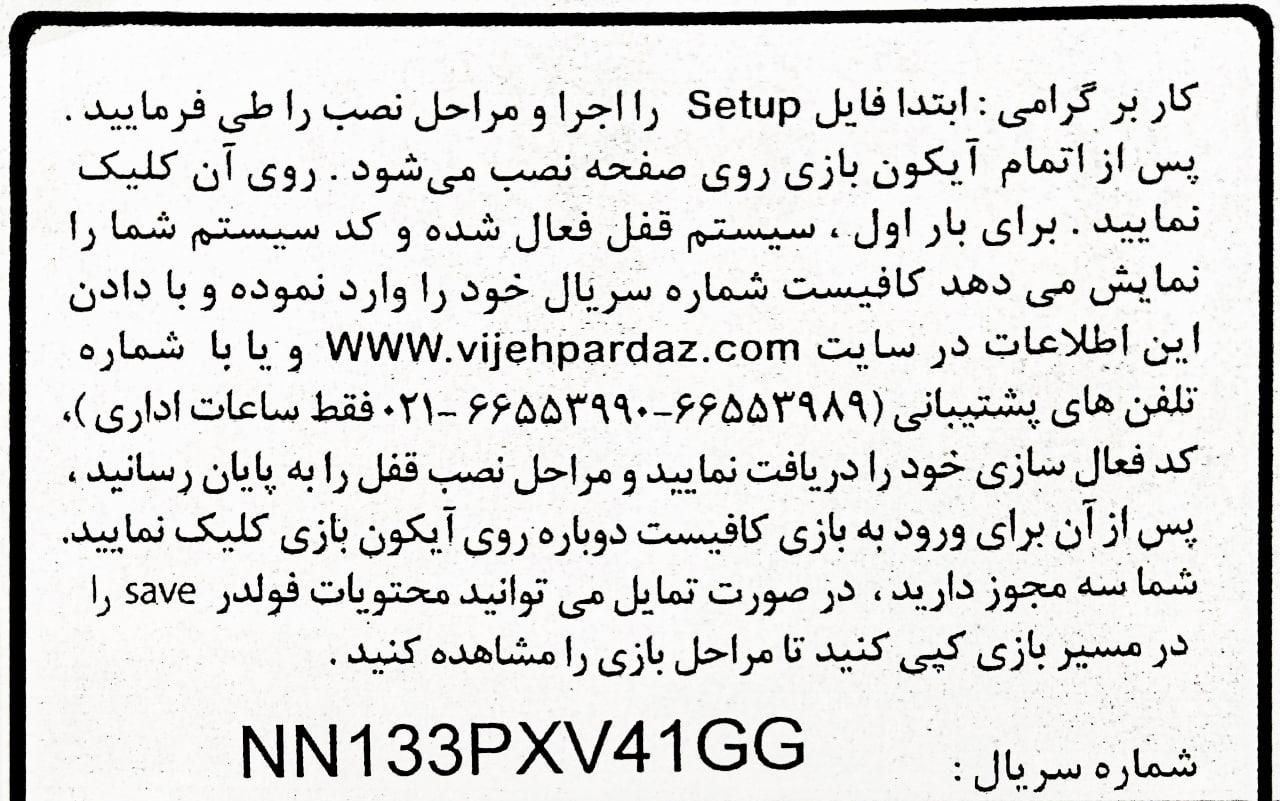 کاربر گرامی : ابتدا فایل Setup را اجرا و مراحل نصب را طی فرمایید .
پس از اتمام آیکون بازی روی صفحه نصب می‌شود . روی آن کلیک
نمایید . برای بار اول ، سیستم قفل فعال شده و کد سیستم شما را
نمایش می دهد کافیست شماره سریال خود را وارد نموده و با دادن
این اطلاعات در سایت WWW.vijehpardaz.com و یا با شماره
تلفن های پشتیبانی (۶۶۵۵۳۹۸۹-۶۶۵۵۳۹۹۰ -۰۲۱ فقط ساعات اداری )،
کد فعال سازی خود را دریافت نمایید و مراحل نصب قفل را به پایان رسانید ،
پس از آن برای ورود به بازی کافیست دوباره روی آیکون بازی کلیک نمایید.
شما سه مجوز دارید ، در صورت تمایل می توانید محتویات فولدر save را
در مسیر بازی کپی کنید تا مراحل بازی را مشاهده کنید .
شماره سریال : NN133PXV41GG